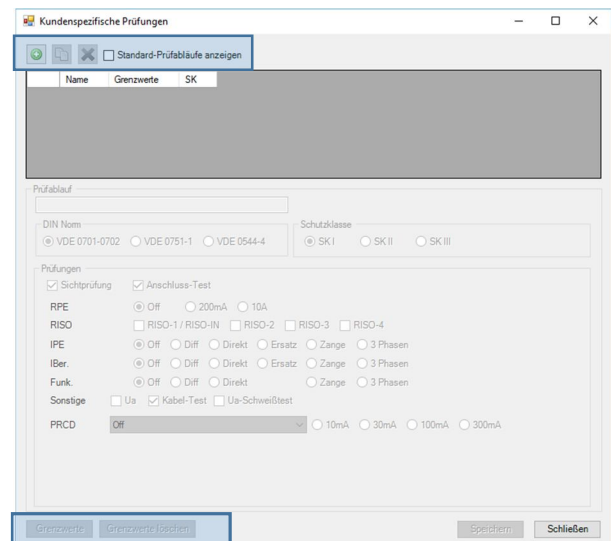 Kundenspezifische Prüfungen
Standard-Prüfabläufe anzeigen
Name Grenzwerte SK
Prüfablauf
DIN Norm Schutzklasse
VDE 0701-0702 VDE 0751-1 VDE 0544-4 SK I SK II SK III
Prüfungen
Sichtprüfung Anschluss-Test
RPE Off 200mA 10A
RISO RISO-1 / RISO-IN RISO-2 RISO-3 RISO-4
IPE Off Diff Direkt Ersatz Zange 3 Phasen
IBer. Off Diff Direkt Ersatz Zange 3 Phasen
Funk. Off Diff Direkt Zange 3 Phasen
Sonstige Ua Kabel-Test Ua-Schweißtest
PRCD Off 10mA 30mA 100mA 300mA
Grenzwerte Grenzwerte löschen Speichern Schließen